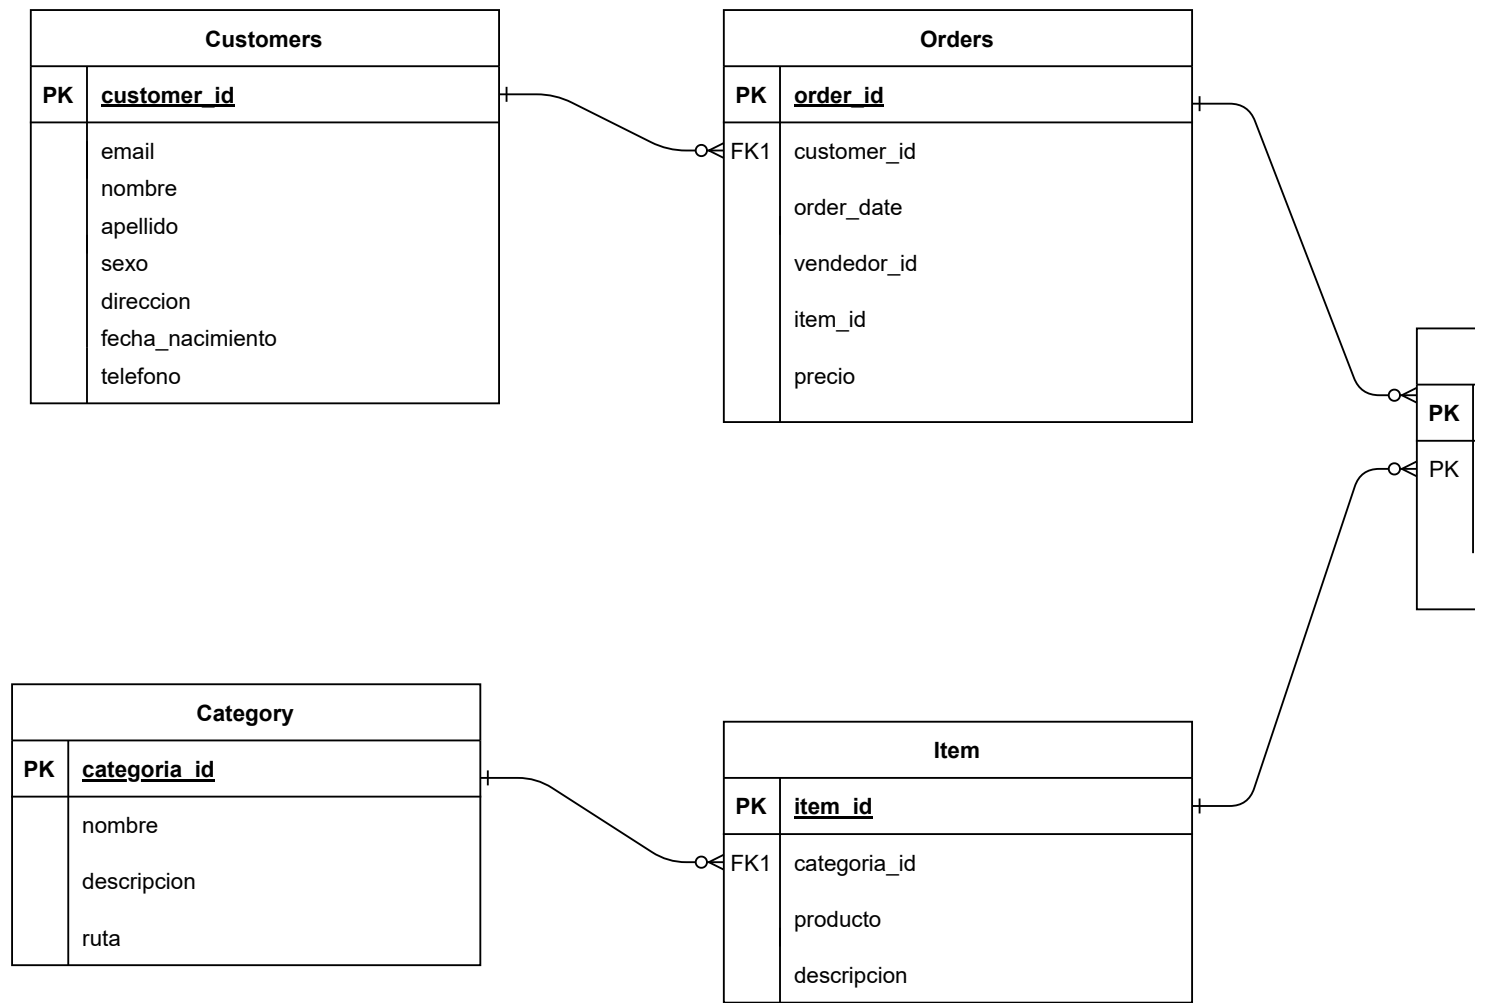 Customers
PK customer_id
email
nombre
apellido
sexo
direccion
fecha_nacimiento
telefono
Orders
PK order_id
FK1 customer_id
order_date
vendedor_id
item_id
precio
PK
PK
Category
PK categoria_id
nombre
descripcion
ruta
Item
PK item_id
FK1 categoria_id
producto
descripcion